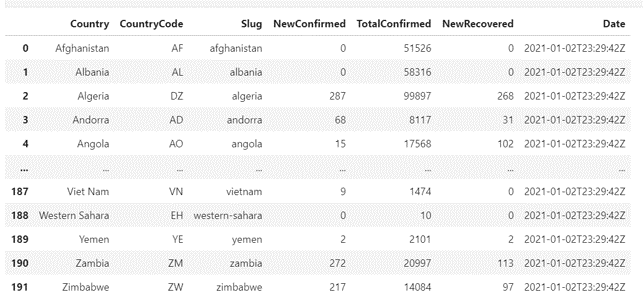 Country CountryCode Slug NewConfirmed TotalConfirmed NewRecovered Date
0 Afghanistan AF afghanistan 0 51526 0 2021-01-02T23:29:42Z
1 Albania AL albania 0 58316 0 2021-01-02T23:29:42Z
2 Algeria DZ algeria 287 99897 268 2021-01-02T23:29:42Z
3 Andorra AD andorra 68 8117 31 2021-01-02T23:29:42Z
4 Angola AO angola 15 17568 102 2021-01-02T23:29:42Z
... ... ... ... ... ... ... ...
187 Viet Nam VN vietnam 9 1474 0 2021-01-02T23:29:42Z
188 Western Sahara EH western-sahara 0 10 0 2021-01-02T23:29:42Z
189 Yemen YE yemen 2 2101 2 2021-01-02T23:29:42Z
190 Zambia ZM zambia 272 20997 113 2021-01-02T23:29:42Z
191 Zimbabwe ZW zimbabwe 217 14084 97 2021-01-02T23:29:42Z